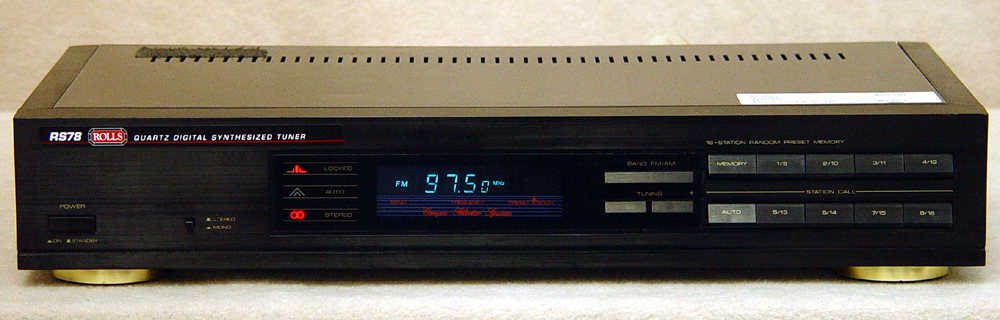 RS78 ROLLS QUARTZ DIGITAL SYNTHESIZED TUNER
POWER
ON STANDBY
STEREO
MONO
LOCKED
AUTO
STEREO
FM 97.50 MHz
BAND FREQUENCY
BAND FM/AM
TUNING +
16-STATION RANDOM PRESET MEMORY
MEMORY 1/9 2/10 3/11 4/12
STATION CALL
AUTO 5/13 6/14 7/15 8/16